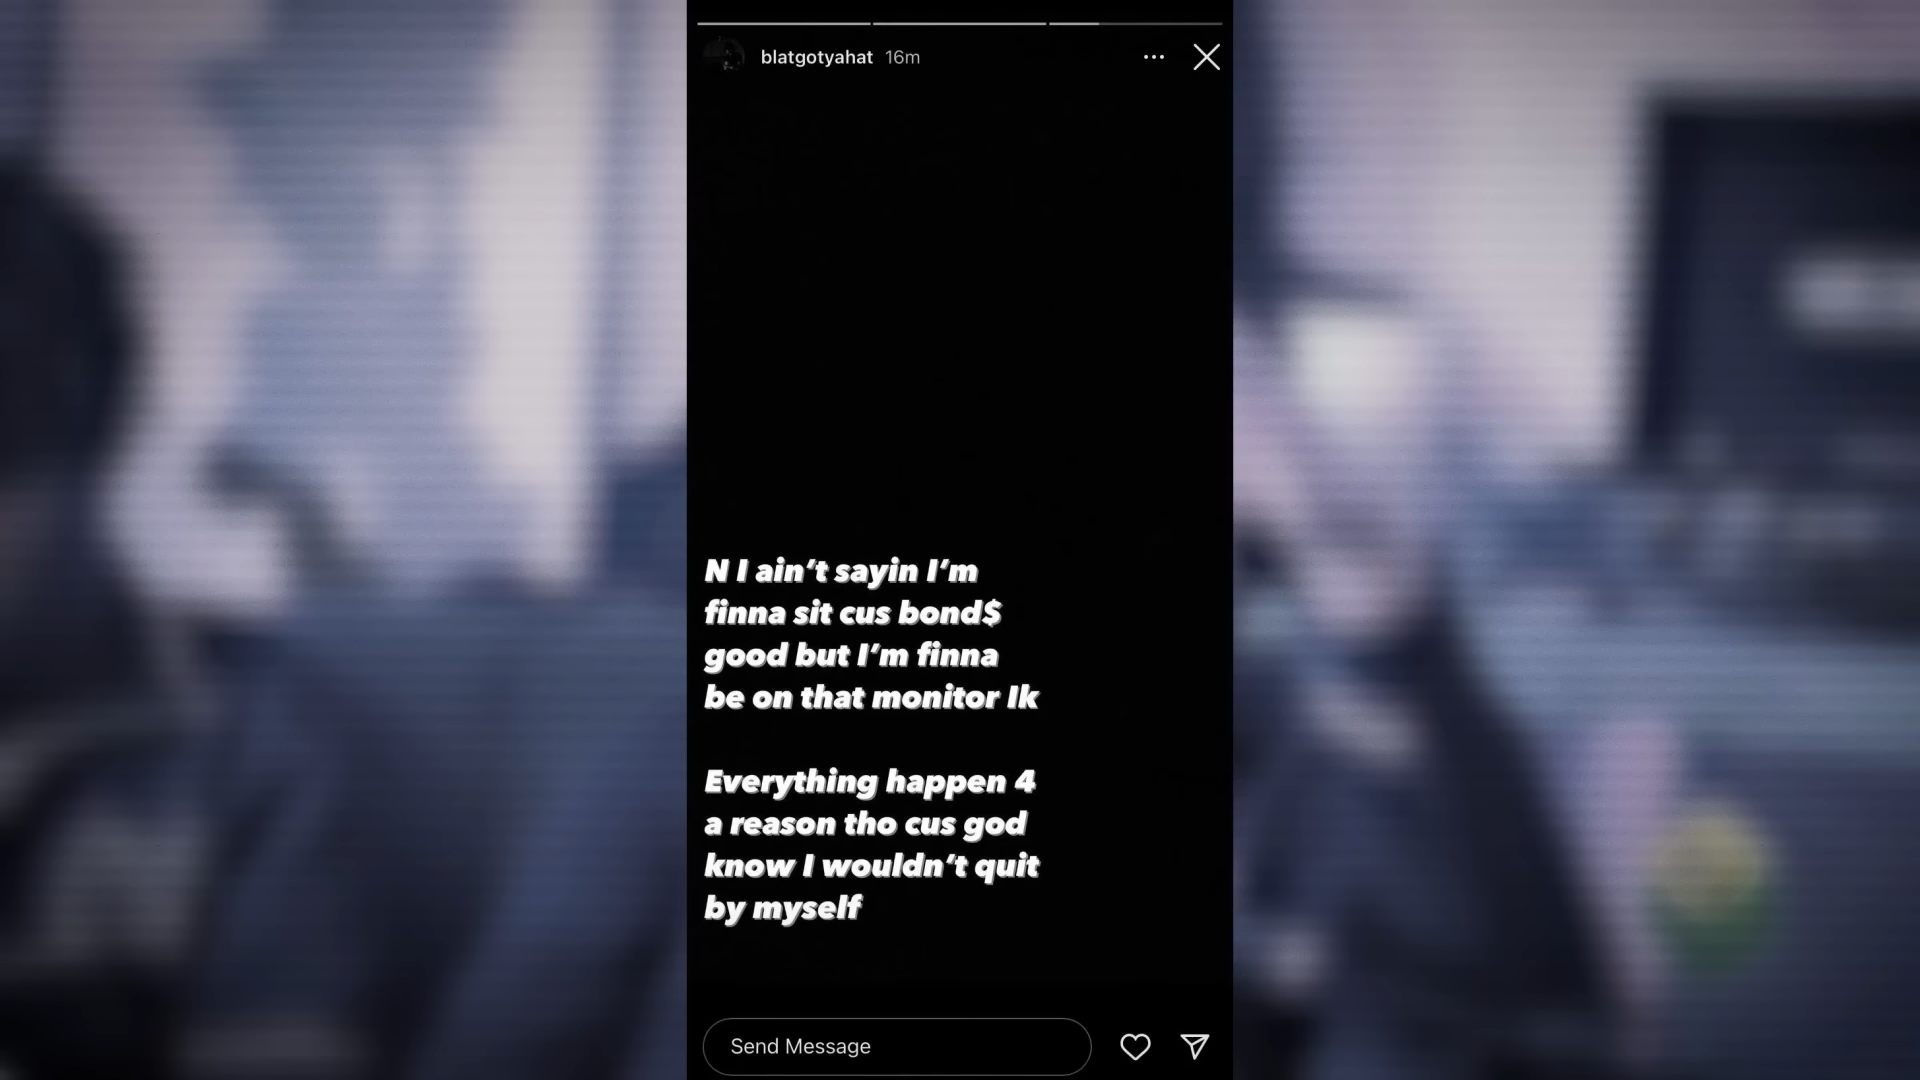 blatgotyahat 16m
N I ain't sayin I'm
finna sit cus bond$
good but I'm finna
be on that monitor Ik
Everything happen 4
a reason tho cus god
know I wouldn't quit
by myself
Send Message